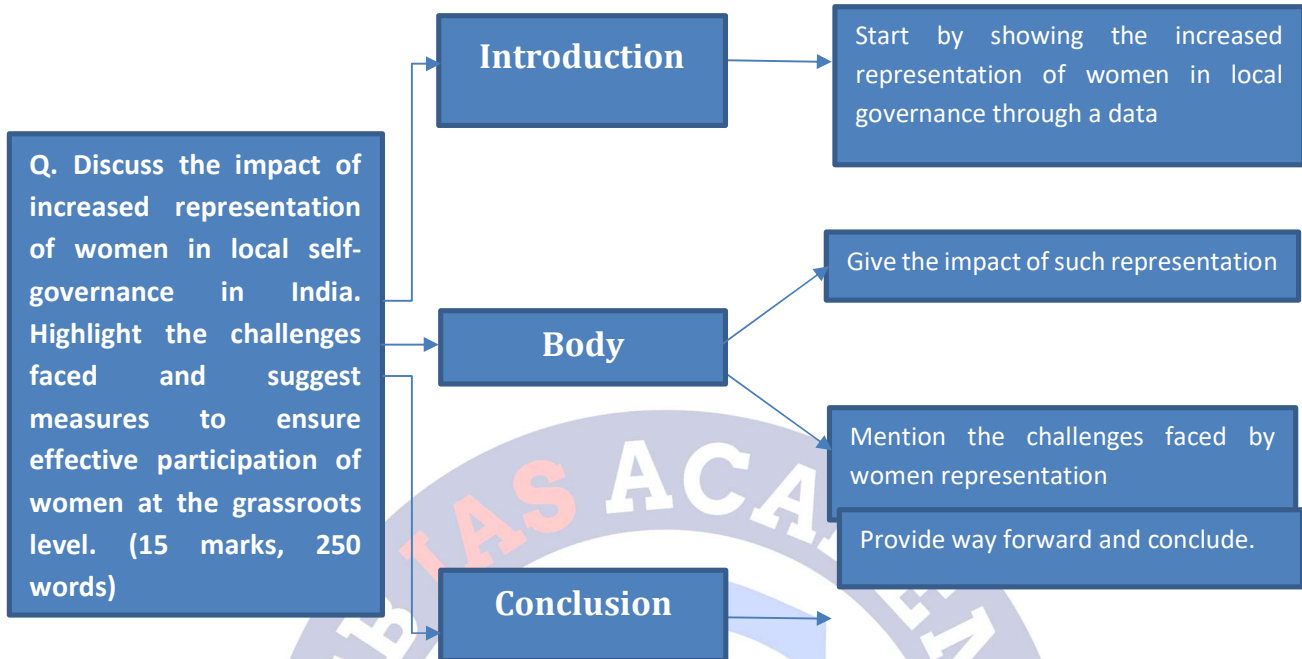 Q. Discuss the impact of
increased representation
of women in local self-
governance in India.
Highlight the challenges
faced and suggest
measures to ensure
effective participation of
women at the grassroots
level. (15 marks, 250
words)
Introduction
Start by showing the increased
representation of women in local
governance through a data
Body
Give the impact of such representation
Mention the challenges faced by
women representation
Provide way forward and conclude.
Conclusion
IAS ACA